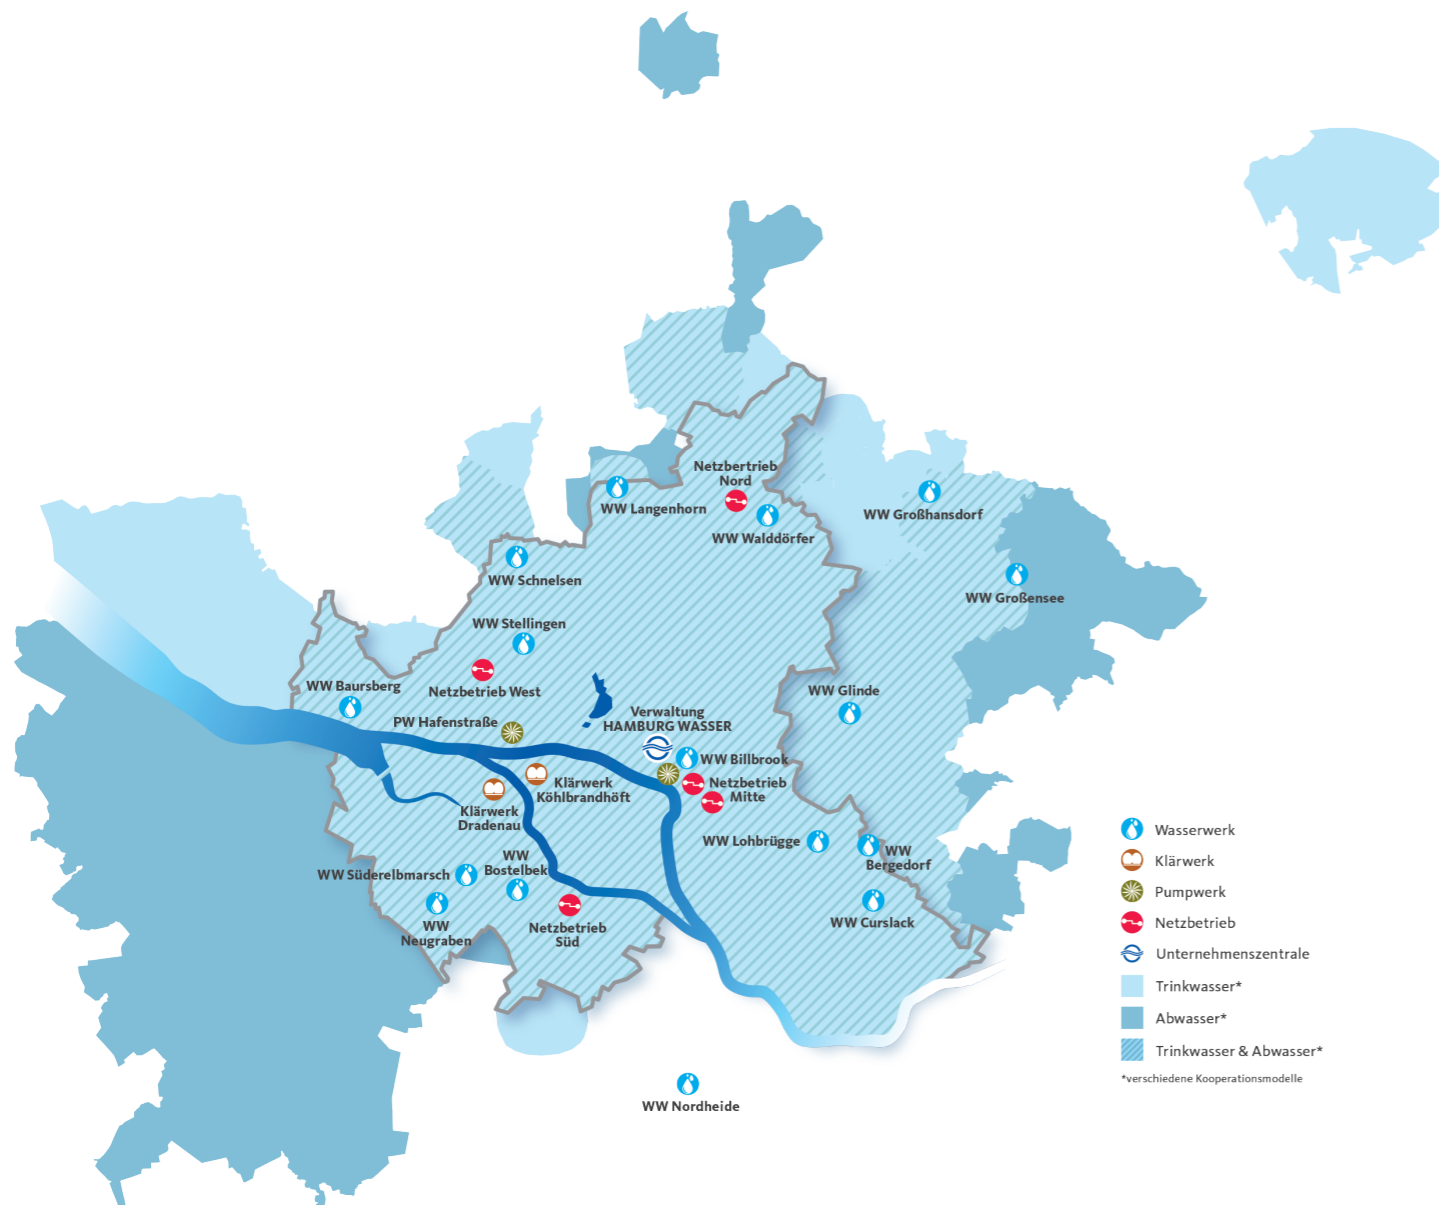 Netzbertrieb
Nord
WW Langenhorn
WW Großhansdorf
WW Walddörfer
WW Schnelsen
WW Großensee
WW Stellingen
WW Baursberg
Netzbetrieb West
WW Glinde
PW Hafenstraße
Verwaltung
HAMBURG WASSER
WW Billbrook
Klärwerk
Köhlbrandhöft
Netzbetrieb
Mitte
Klärwerk
Dradenau
WW Lohbrügge
WW
Bergedorf
WW
Bostelbek
WW Süderelbmarsch
WW Curslack
WW
Neugraben
Netzbetrieb
Süd
WW Nordheide
Wasserwerk
Klärwerk
Pumpwerk
Netzbetrieb
Unternehmenszentrale
Trinkwasser*
Abwasser*
Trinkwasser & Abwasser*
*verschiedene Kooperationsmodelle